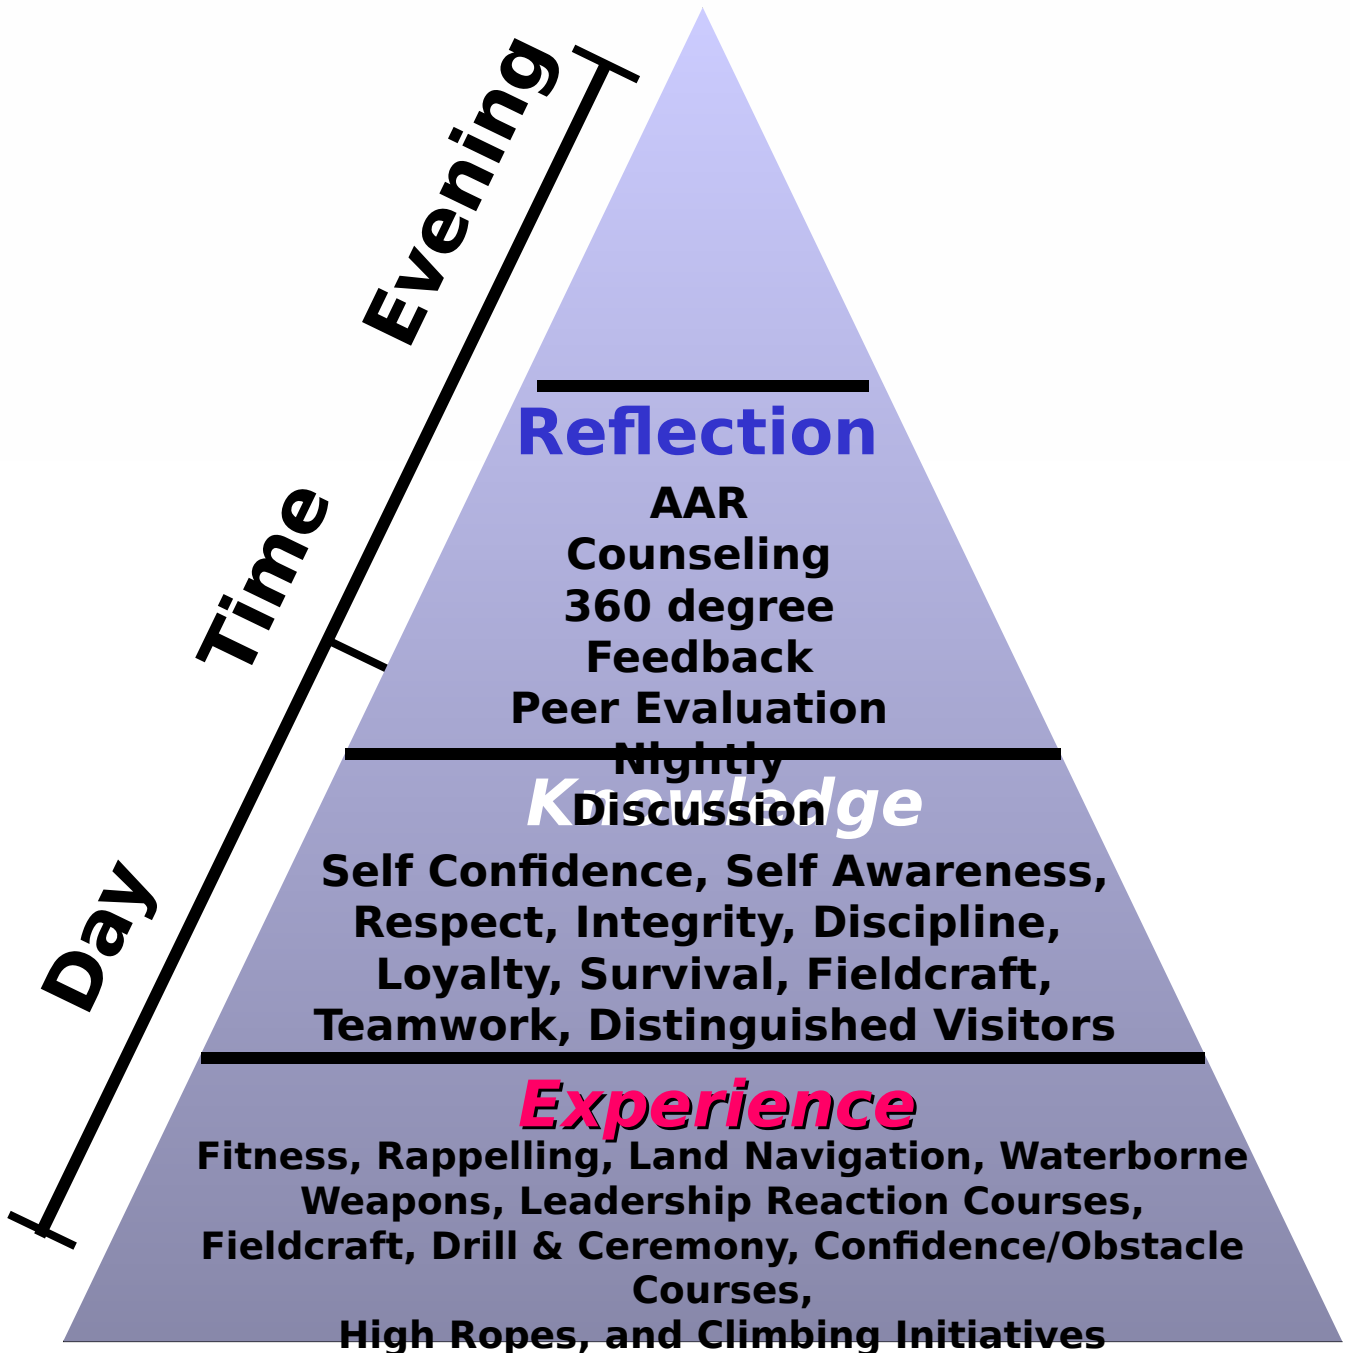 Evening
Time
Day
Reflection
AAR
Counseling
360 degree
Feedback
Peer Evaluation
Nightly
Discussion
Knowledge
Self Confidence, Self Awareness,
Respect, Integrity, Discipline,
Loyalty, Survival, Fieldcraft,
Teamwork, Distinguished Visitors
Experience
Fitness, Rappelling, Land Navigation, Waterborne
Weapons, Leadership Reaction Courses,
Fieldcraft, Drill & Ceremony, Confidence/Obstacle
Courses,
High Ropes, and Climbing Initiatives